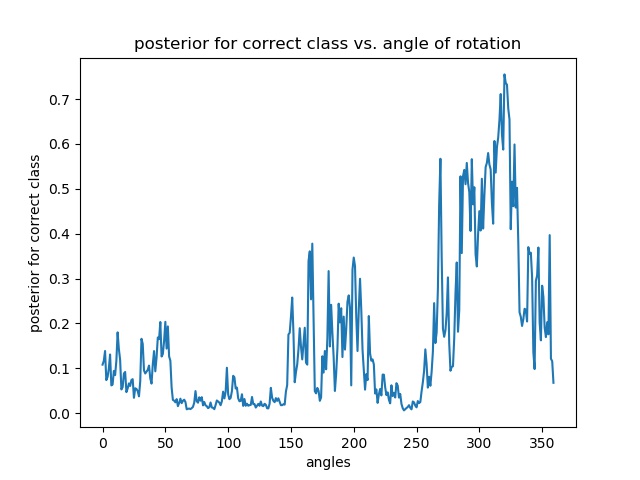 posterior for correct class vs. angle of rotation
posterior for correct class
0.7
0.6
0.5
0.4
0.3
0.2
0.1
0.0
0 50 100 150 200 250 300 350
angles